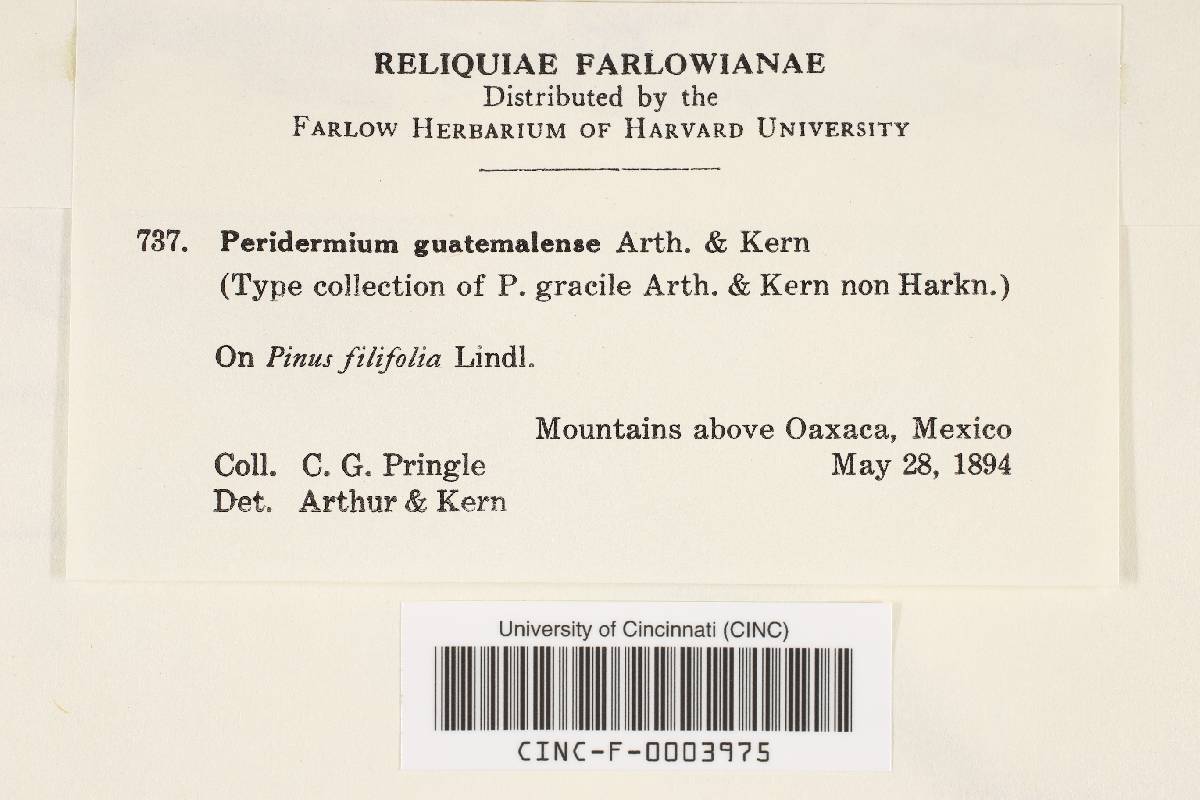 RELIQUIAE FARLOWIANAE
Distributed by the
FARLOW HERBARIUM OF HARVARD UNIVERSITY
737. Peridermium guatemalense Arth. & Kern
(Type collection of P. gracile Arth. & Kern non Harkn.)
On Pinus filifolia Lindl.
Mountains above Oaxaca, Mexico
Coll. C. G. Pringle May 28, 1894
Det. Arthur & Kern
University of Cincinnati (CINC)
CINC-F-0003975